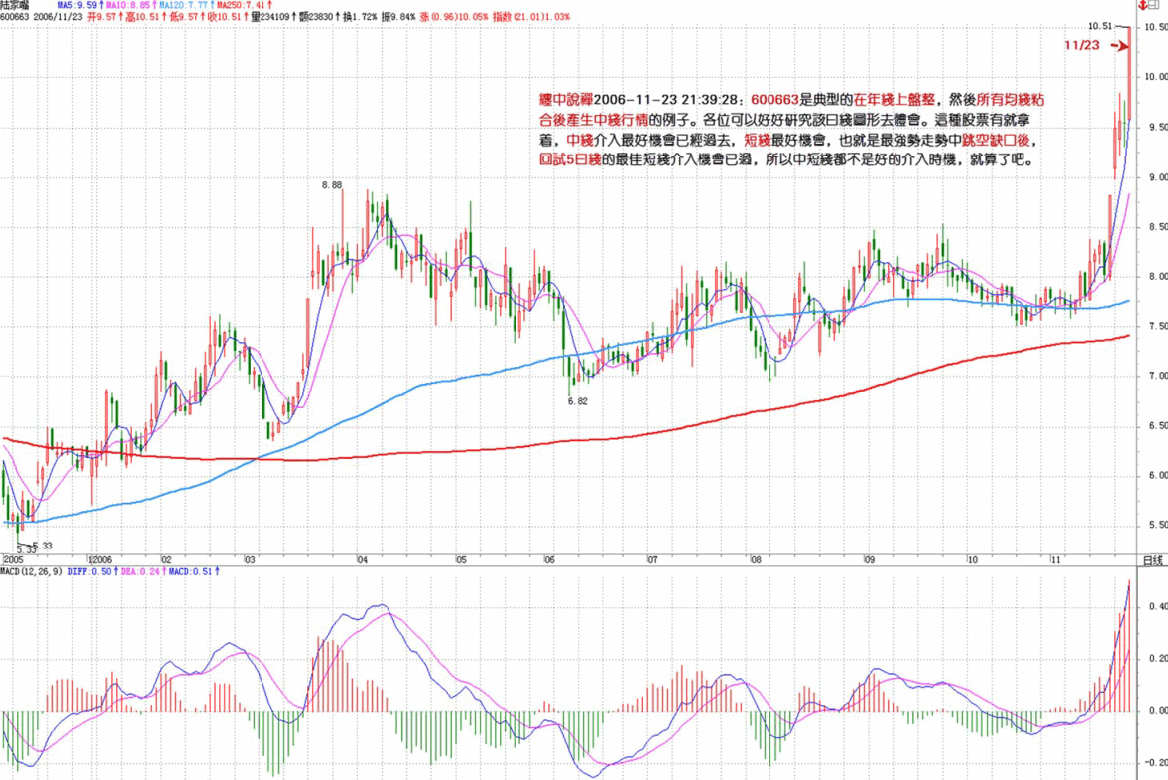 陆家嘴 MA5:9.59↑ MA10:8.85↑ MA120:7.77↑ MA250:7.41↑
600663 2006/11/23 开9.57↑高10.51↑低9.57↑收10.51↑量234109↑额23830↑换1.72% 振9.84% 涨(0.96)10.05% 指数(21.01)1.03%
10.51
10.50
11/23
10.00
纏中說禪2006-11-23 21:39:28：600663是典型的在年綫上盤整，然後所有均綫粘
合後產生中綫行情的例子。各位可以好好研究該日綫圖形去體會。這種股票有就拿
着，中綫介入最好機會已經過去，短綫最好機會，也就是最強勢走勢中跳空缺口後，
回試5日綫的最佳短綫介入機會已過，所以中短綫都不是好的介入時機，就算了吧。
9.50
9.00
8.88
8.50
8.00
7.50
7.00
6.82
6.50
6.00
5.50
5.33
5.33
2005 12006 02 03 04 05 06 07 08 09 10 11 日线
MACD(12,26,9) DIFF:0.50↑ DEA:0.24↑ MACD:0.51↑
0.40
0.20
0.00
-0.20